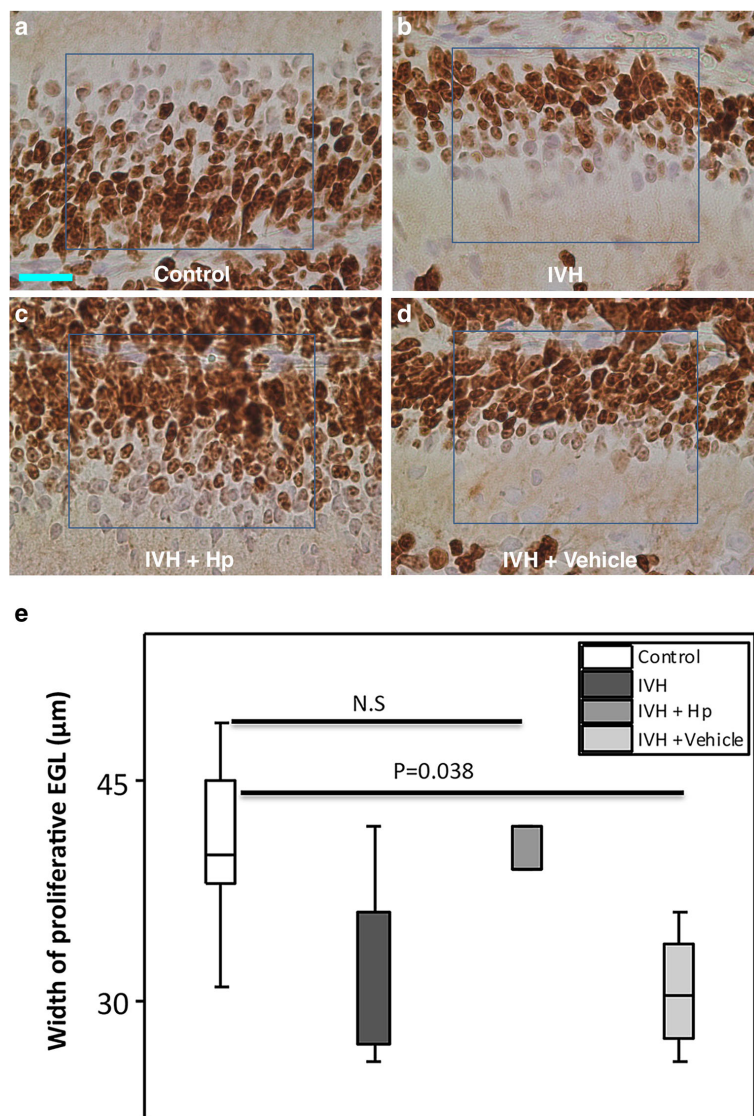 a
b
Control
IVH
c
d
IVH + Hp
IVH + Vehicle
e
Control
IVH
IVH + Hp
IVH +Vehicle
N.S
P=0.038
45
30
Width of proliferative EGL (µm)